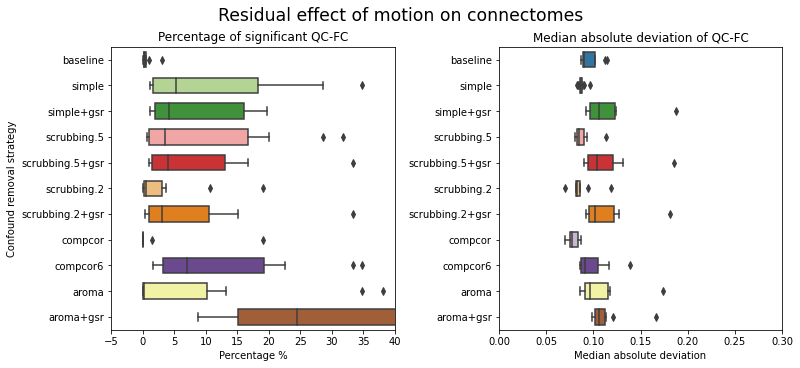 Residual effect of motion on connectomes
Percentage of significant QC-FC
Confound removal strategy
baseline
simple
simple+gsr
scrubbing.5
scrubbing.5+gsr
scrubbing.2
scrubbing.2+gsr
compcor
compcor6
aroma
aroma+gsr
−5 0 5 10 15 20 25 30 35 40
Percentage %
Median absolute deviation of QC-FC
baseline
simple
simple+gsr
scrubbing.5
scrubbing.5+gsr
scrubbing.2
scrubbing.2+gsr
compcor
compcor6
aroma
aroma+gsr
0.00 0.05 0.10 0.15 0.20 0.25 0.30
Median absolute deviation